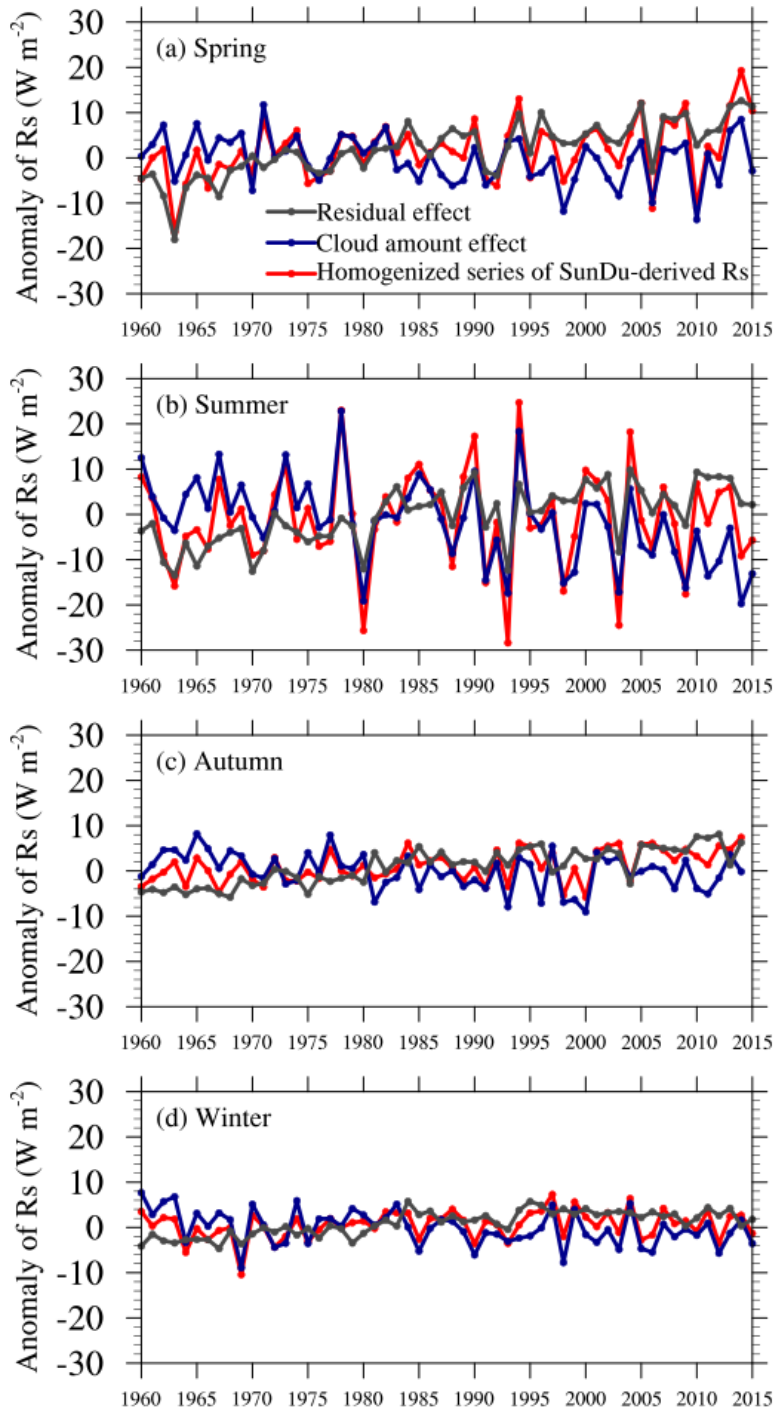 30
20
10
0
-10
-20
-30
Anomaly of Rs (W m-2)
(a) Spring
Residual effect
Cloud amount effect
Homogenized series of SunDu-derived Rs
1960 1965 1970 1975 1980 1985 1990 1995 2000 2005 2010 2015
30
20
10
0
-10
-20
-30
Anomaly of Rs (W m-2)
(b) Summer
1960 1965 1970 1975 1980 1985 1990 1995 2000 2005 2010 2015
30
20
10
0
-10
-20
-30
Anomaly of Rs (W m-2)
(c) Autumn
1960 1965 1970 1975 1980 1985 1990 1995 2000 2005 2010 2015
30
20
10
0
-10
-20
-30
Anomaly of Rs (W m-2)
(d) Winter
1960 1965 1970 1975 1980 1985 1990 1995 2000 2005 2010 2015